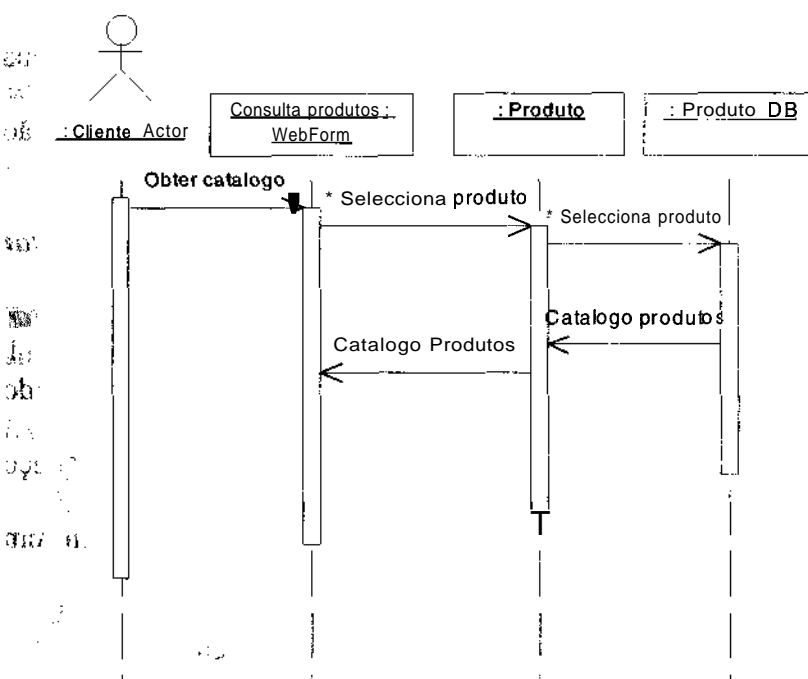 Consulta produtos :
WebForm
: Produto
: Produto DB
: Cliente Actor
Obter catalogo
* Selecciona produto
* Selecciona produto
Catalogo produtos
Catalogo Produtos